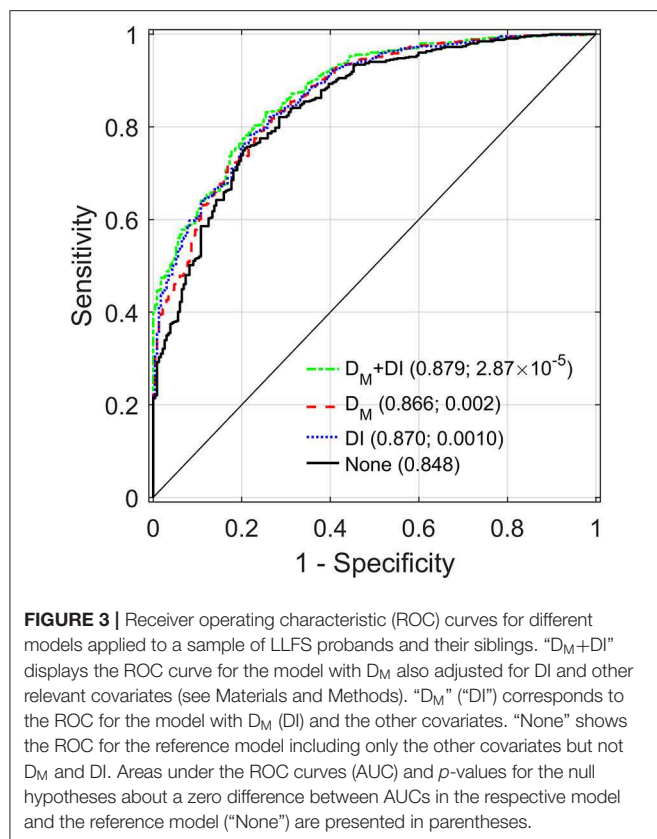 1
0.8
0.6
0.4
0.2
0
Sensitivity
D_M+DI (0.879; 2.87×10^-5)
D_M (0.866; 0.002)
DI (0.870; 0.0010)
None (0.848)
0 0.2 0.4 0.6 0.8 1
1 - Specificity
FIGURE 3 | Receiver operating characteristic (ROC) curves for different
models applied to a sample of LLFS probands and their siblings. “D_M+DI”
displays the ROC curve for the model with D_M also adjusted for DI and other
relevant covariates (see Materials and Methods). “D_M” (“DI”) corresponds to
the ROC for the model with D_M (DI) and the other covariates. “None” shows
the ROC for the reference model including only the other covariates but not
D_M and DI. Areas under the ROC curves (AUC) and p-values for the null
hypotheses about a zero difference between AUCs in the respective model
and the reference model (“None”) are presented in parentheses.